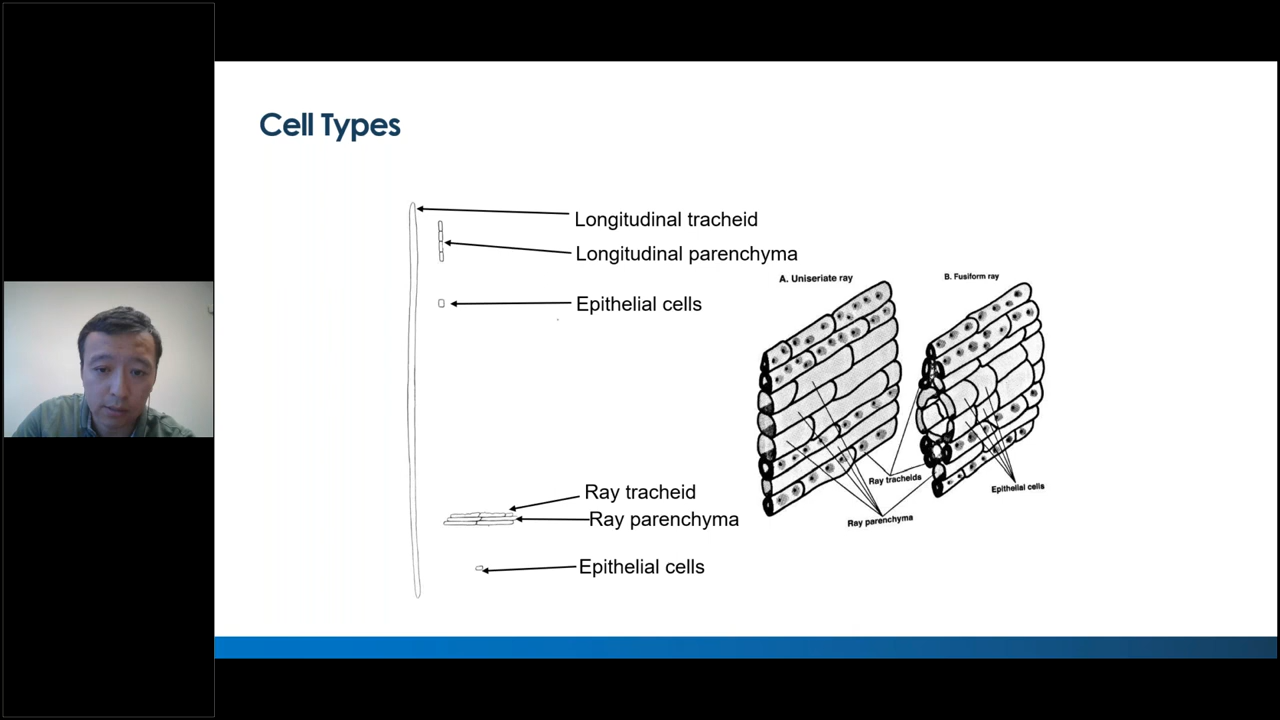 Cell Types
Longitudinal tracheid
Longitudinal parenchyma
Epithelial cells
A. Uniseriate ray
B. Fusiform ray
Ray tracheids
Epithelial cells
Ray parenchyma
Ray tracheid
Ray parenchyma
Epithelial cells